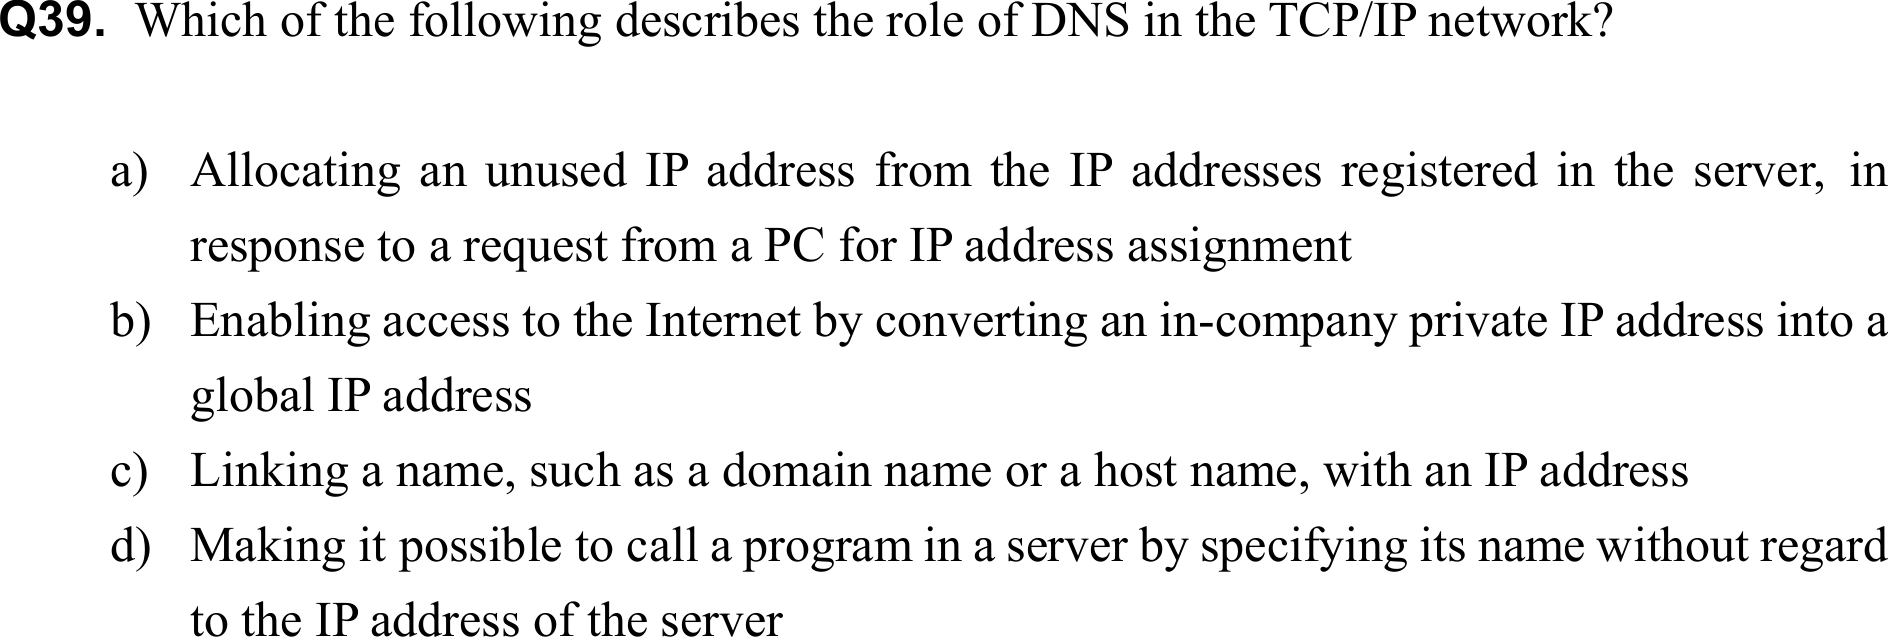 Q39. Which of the following describes the role of DNS in the TCP/IP network?
a) Allocating an unused IP address from the IP addresses registered in the server, in
response to a request from a PC for IP address assignment
b) Enabling access to the Internet by converting an in-company private IP address into a
global IP address
c) Linking a name, such as a domain name or a host name, with an IP address
d) Making it possible to call a program in a server by specifying its name without regard
to the IP address of the server